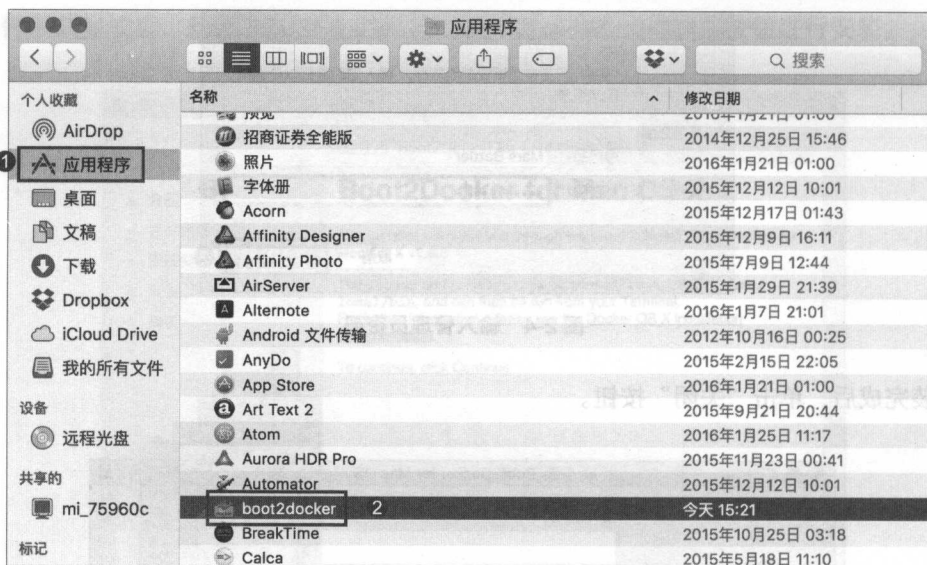 应用程序
搜索
个人收藏
AirDrop
1 应用程序
桌面
文稿
下载
Dropbox
iCloud Drive
我的所有文件
设备
远程光盘
共享的
mi_75960c
标记
名称 修改日期
预览 2016年1月21日 01:00
招商证券全能版 2014年12月25日 15:46
照片 2016年1月21日 01:00
字体册 2015年12月12日 10:01
Acorn 2015年12月17日 01:43
Affinity Designer 2015年12月9日 16:11
Affinity Photo 2015年7月9日 12:44
AirServer 2015年1月29日 21:39
Alternote 2016年1月7日 21:01
Android 文件传输 2012年10月16日 00:25
AnyDo 2015年2月15日 22:05
App Store 2016年1月21日 01:00
Art Text 2 2015年9月21日 20:44
Atom 2016年1月25日 11:17
Aurora HDR Pro 2015年11月23日 00:41
Automator 2015年12月12日 10:01
boot2docker 2 今天 15:21
BreakTime 2015年10月25日 03:18
Calca 2015年5月18日 11:10